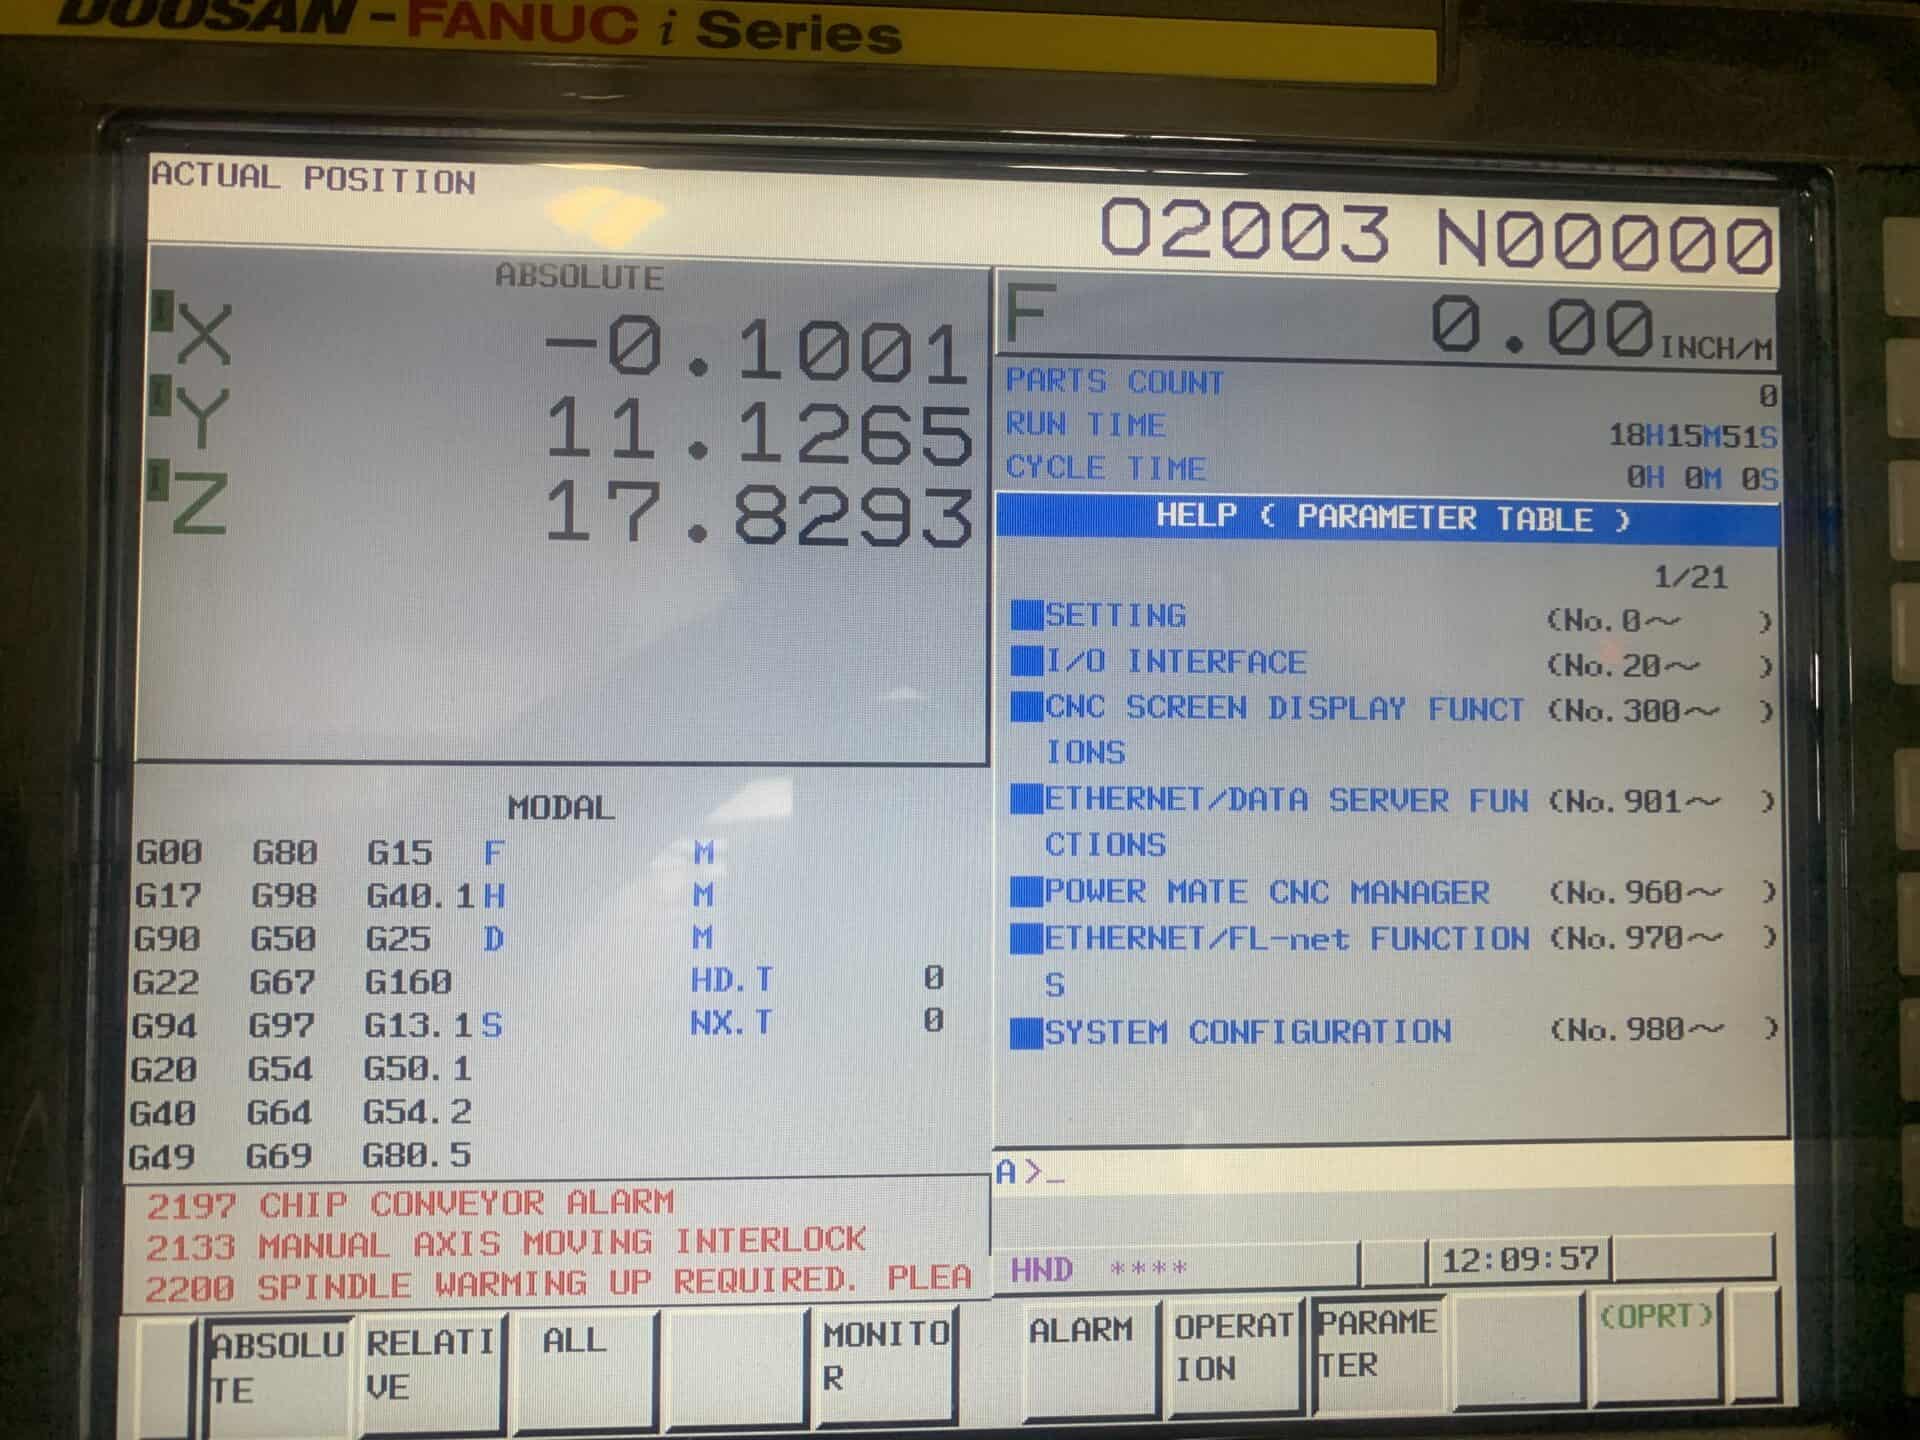 DOOSAN-FANUC i Series
ACTUAL POSITION
O2003 N00000
ABSOLUTE
I X -0.1001
I Y 11.1265
I Z 17.8293
F 0.00 INCH/M
PARTS COUNT 0
RUN TIME 18H15M51S
CYCLE TIME 0H 0M 0S
HELP ( PARAMETER TABLE )
1/21
SETTING (No.0~ )
I/O INTERFACE (No.20~ )
CNC SCREEN DISPLAY FUNCT (No.300~ )
IONS
ETHERNET/DATA SERVER FUN (No.901~ )
CTIONS
POWER MATE CNC MANAGER (No.960~ )
ETHERNET/FL-net FUNCTION (No.970~ )
S
SYSTEM CONFIGURATION (No.980~ )
MODAL
G00 G80 G15 F M
G17 G98 G40.1 H M
G90 G50 G25 D M
G22 G67 G160 HD.T 0
G94 G97 G13.1 S NX.T 0
G20 G54 G50.1
G40 G64 G54.2
G49 G69 G80.5
2197 CHIP CONVEYOR ALARM
2133 MANUAL AXIS MOVING INTERLOCK
2200 SPINDLE WARMING UP REQUIRED. PLEA
A>_
HND **** 12:09:57
ABSOLU
TE
RELATI
VE
ALL
MONITO
R
ALARM
OPERAT
ION
PARAME
TER
(OPRT)